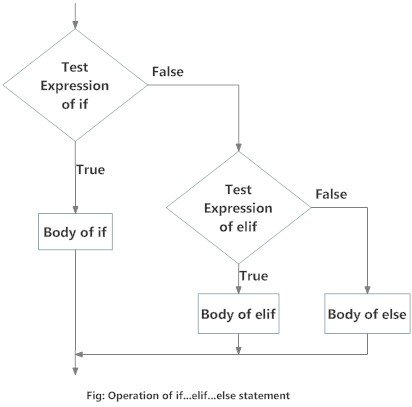 Test
Expression
of if
False
True
Test
Expression
of elif
False
Body of if
True
Body of elif
Body of else
Fig: Operation of if...elif...else statement